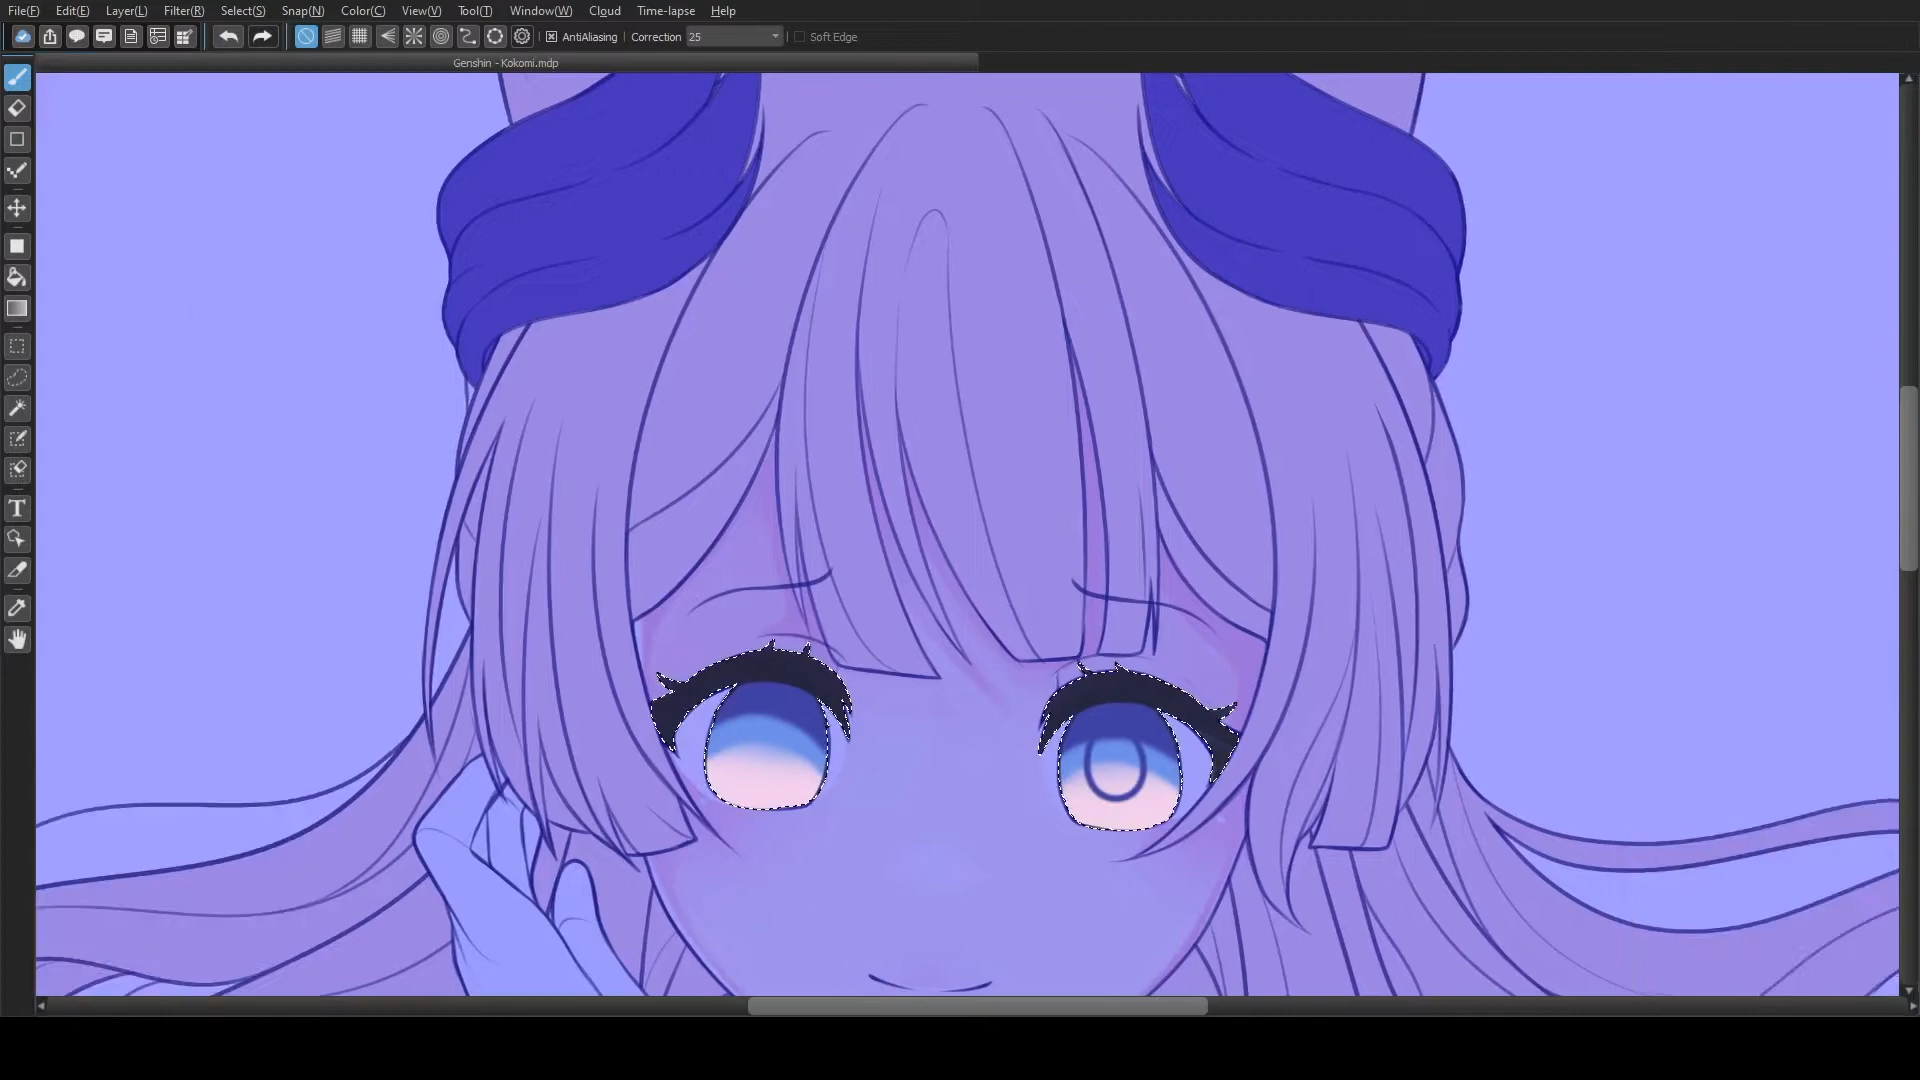 File(F) Edit(E) Layer(L) Filter(R) Select(S) Snap(N) Color(C) View(V) Tool(T) Window(W) Cloud Time-lapse Help
AntiAliasing Correction 25 Soft Edge
Genshin - Kokomi.mdp
T